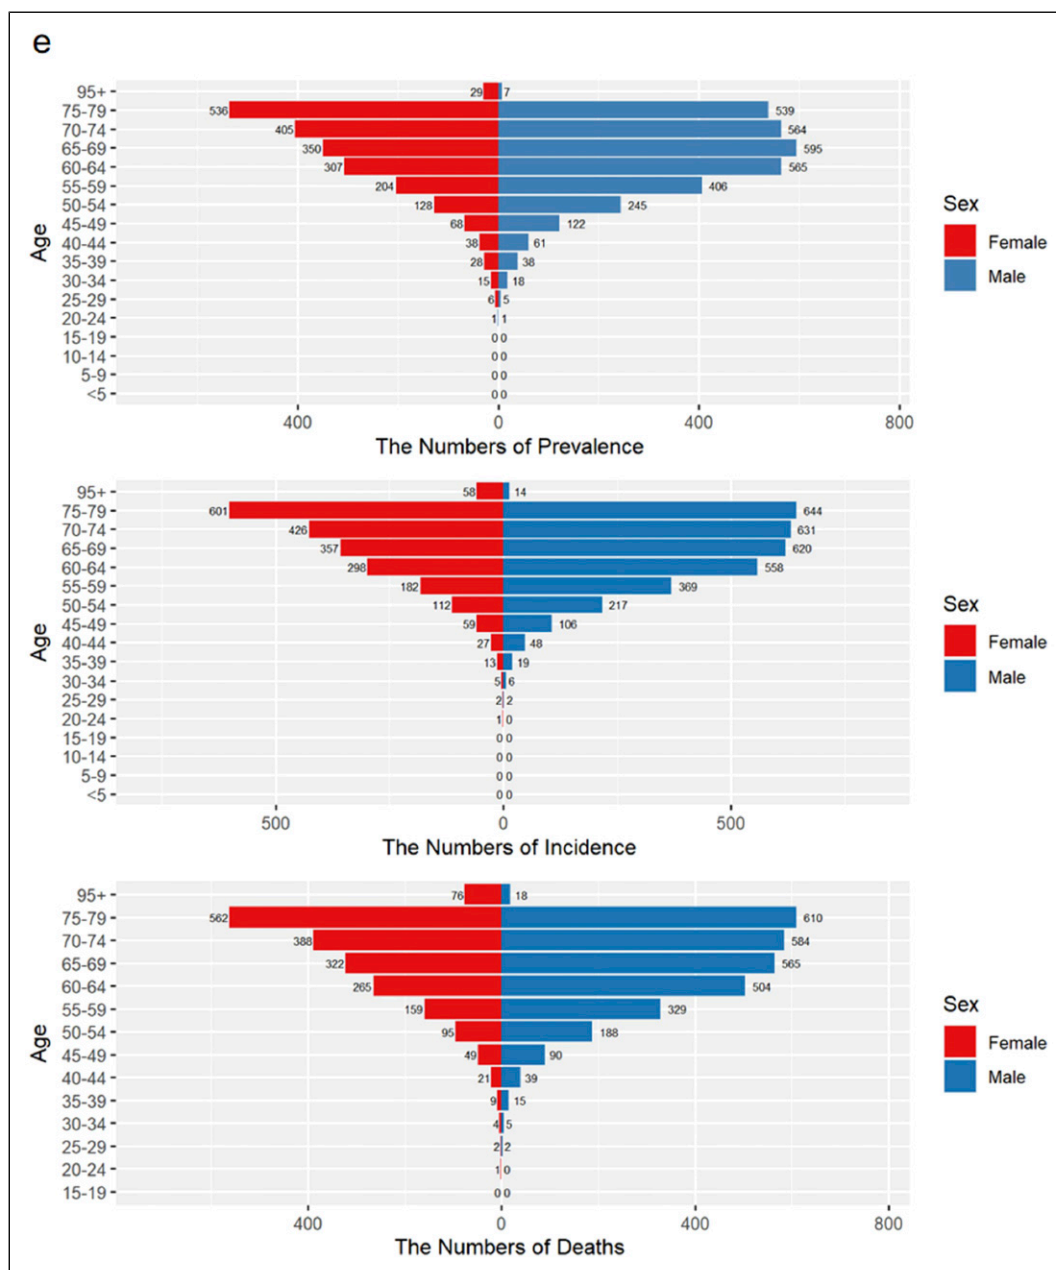 e
95+ 29 7
75-79 536 539
70-74 405 564
65-69 350 595
60-64 307 565
55-59 204 406
50-54 128 245
45-49 68 122
40-44 38 61
35-39 28 38
30-34 15 18
25-29 6 5
20-24 1 1
15-19 0 0
10-14 0 0
5-9 0 0
<5 0 0
Age
400 0 400 800
The Numbers of Prevalence
Sex
Female
Male
95+ 58 14
75-79 601 644
70-74 426 631
65-69 357 620
60-64 298 558
55-59 182 369
50-54 112 217
45-49 59 106
40-44 27 48
35-39 13 19
30-34 5 6
25-29 2 2
20-24 1 0
15-19 0 0
10-14 0 0
5-9 0 0
<5 0 0
Age
500 0 500
The Numbers of Incidence
Sex
Female
Male
95+ 76 18
75-79 562 610
70-74 388 584
65-69 322 565
60-64 265 504
55-59 159 329
50-54 95 188
45-49 49 90
40-44 21 39
35-39 9 15
30-34 4 5
25-29 2 2
20-24 1 0
15-19 0 0
Age
400 0 400 800
The Numbers of Deaths
Sex
Female
Male